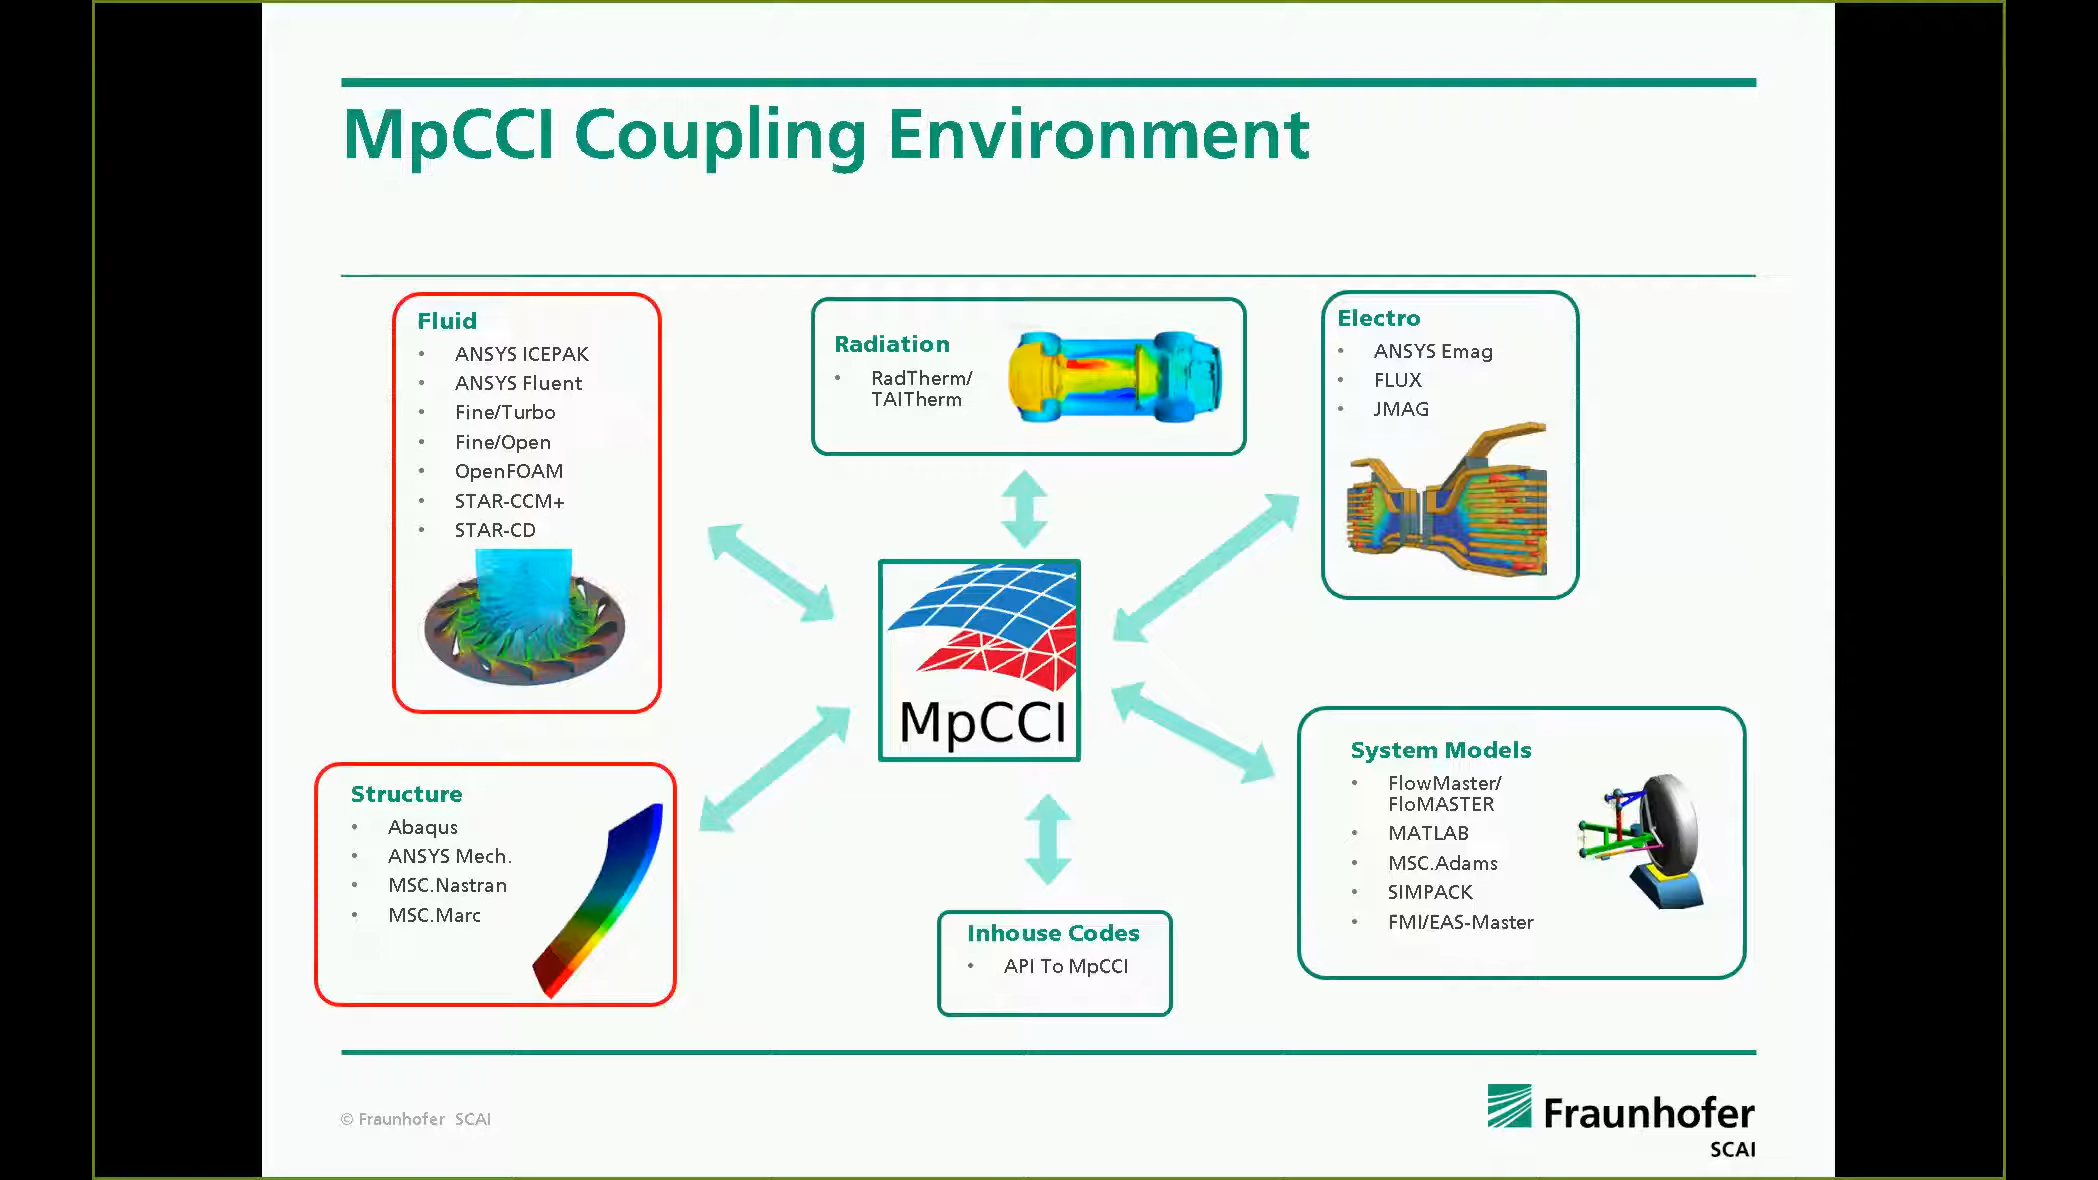 MpCCI Coupling Environment
Fluid
• ANSYS ICEPAK
• ANSYS Fluent
• Fine/Turbo
• Fine/Open
• OpenFOAM
• STAR-CCM+
• STAR-CD
Radiation
• RadTherm/
TAITherm
Electro
• ANSYS Emag
• FLUX
• JMAG
MpCCI
Structure
• Abaqus
• ANSYS Mech.
• MSC.Nastran
• MSC.Marc
Inhouse Codes
• API To MpCCI
System Models
• FlowMaster/
FloMASTER
• MATLAB
• MSC.Adams
• SIMPACK
• FMI/EAS-Master
© Fraunhofer SCAI
Fraunhofer
SCAI